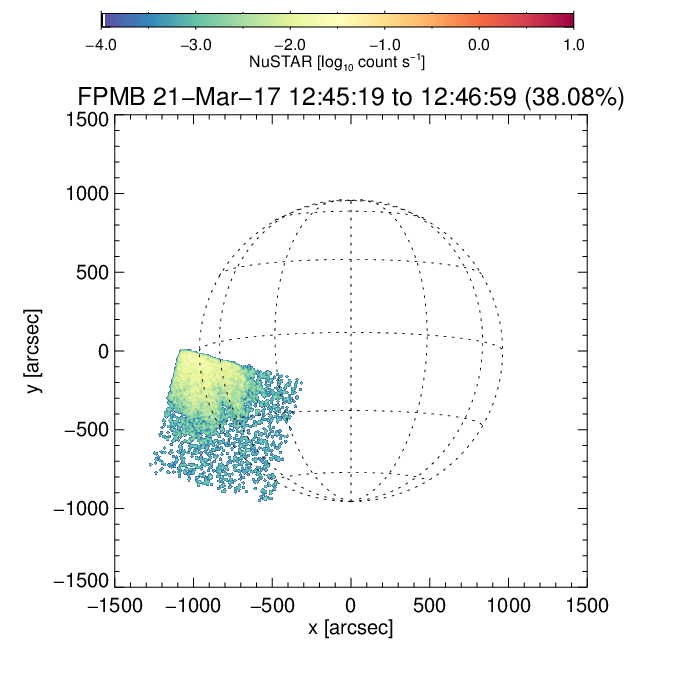 −4.0 −3.0 −2.0 −1.0 0.0 1.0
NuSTAR [log₁₀ count s⁻¹]
FPMB 21−Mar−17 12:45:19 to 12:46:59 (38.08%)
1500
1000
500
0
−500
−1000
−1500
y [arcsec]
−1500 −1000 −500 0 500 1000 1500
x [arcsec]